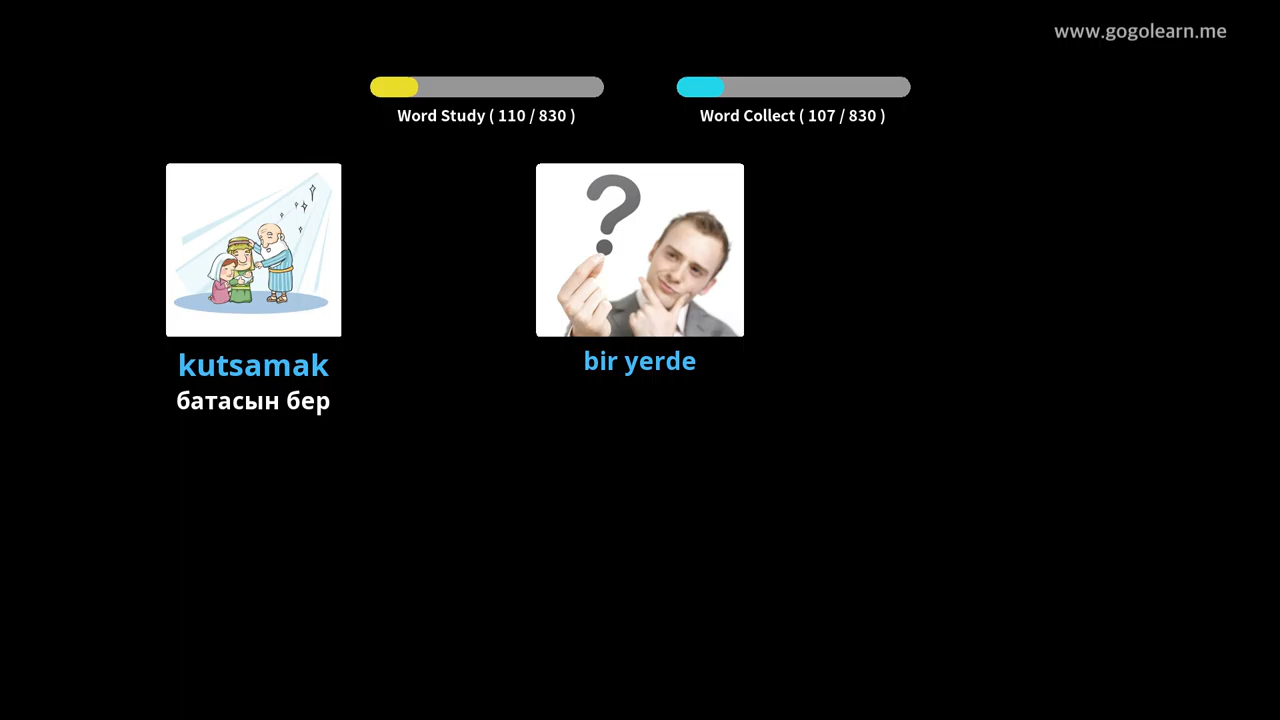 www.gogolearn.me
Word Study ( 110 / 830 )
Word Collect ( 107 / 830 )
kutsamak
батасын бер
bir yerde